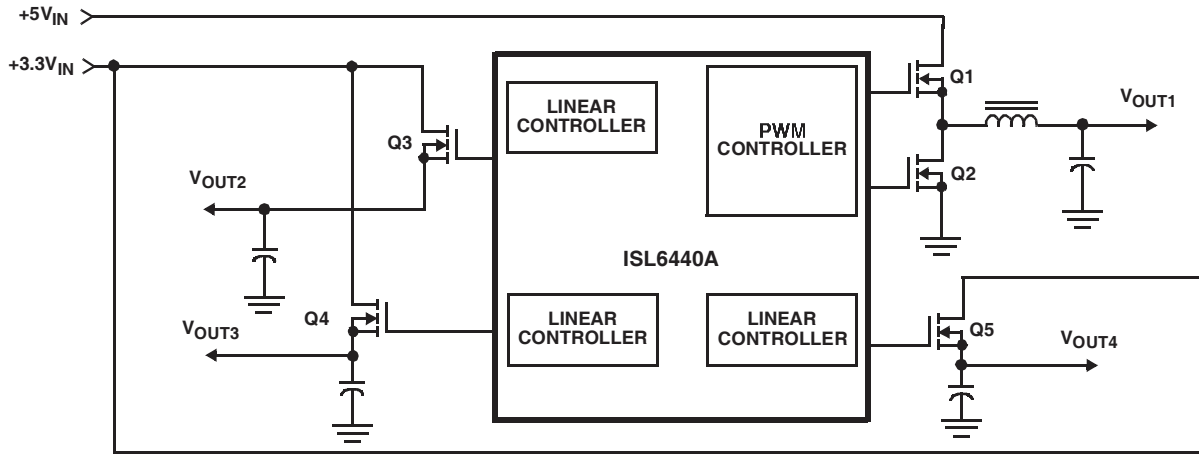 +5VIN
+3.3VIN
LINEAR
CONTROLLER
PWM
CONTROLLER
Q1
VOUT1
Q3
Q2
VOUT2
ISL6440A
Q4
VOUT3
LINEAR
CONTROLLER
LINEAR
CONTROLLER
Q5
VOUT4